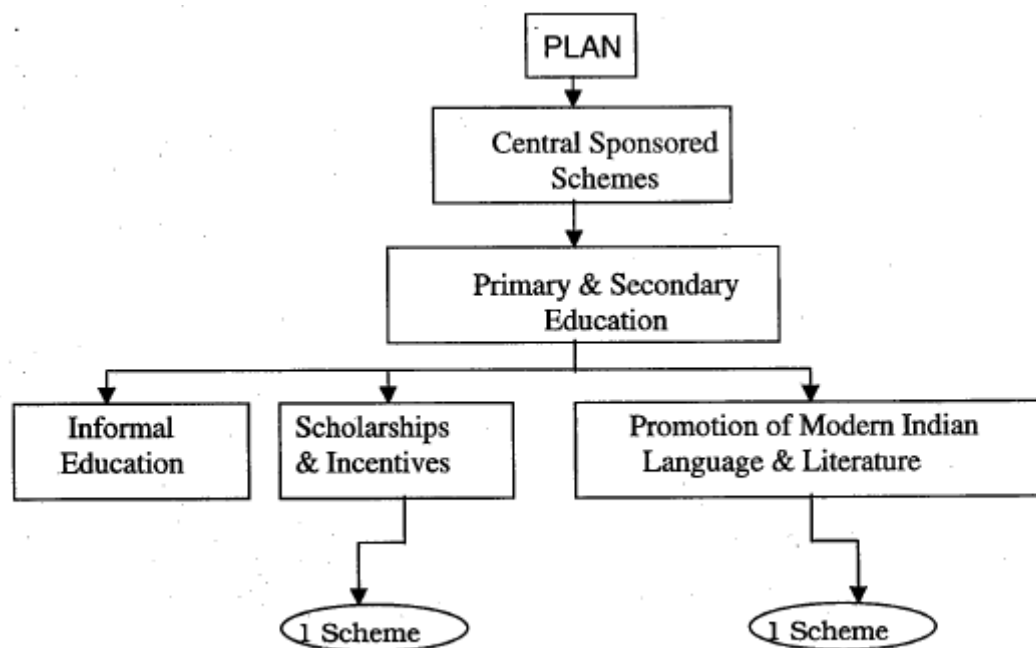 PLAN
Central Sponsored
Schemes
Primary & Secondary
Education
Informal
Education
Scholarships
& Incentives
Promotion of Modern Indian
Language & Literature
1 Scheme
1 Scheme